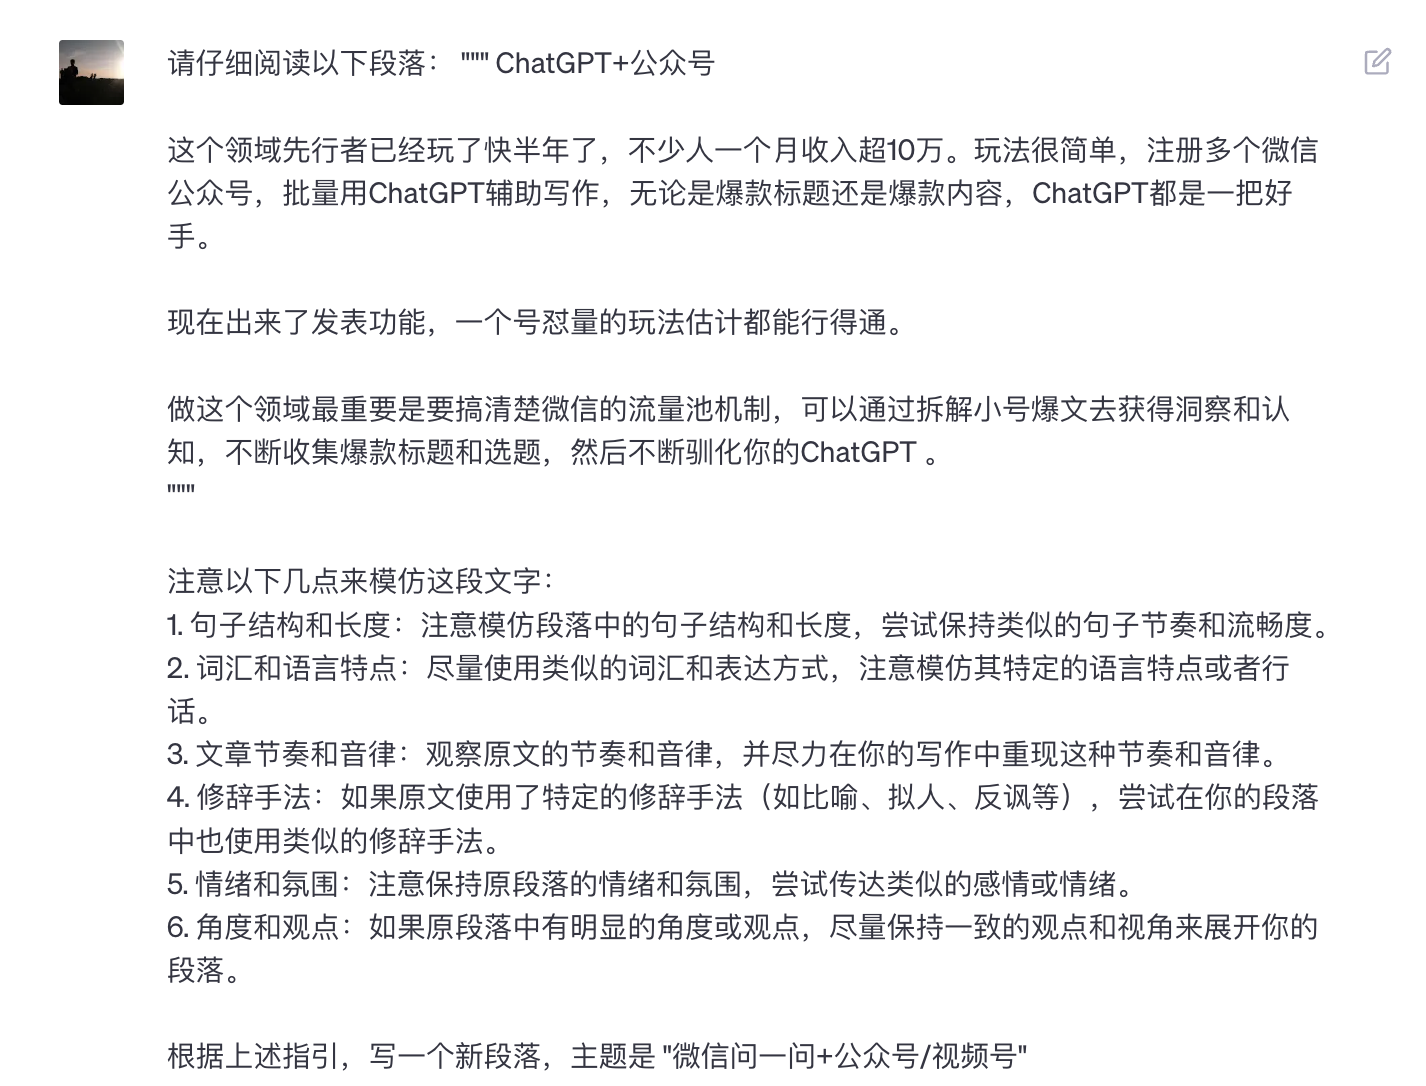 请仔细阅读以下段落： """ ChatGPT+公众号
这个领域先行者已经玩了快半年了，不少人一个月收入超10万。玩法很简单，注册多个微信
公众号，批量用ChatGPT辅助写作，无论是爆款标题还是爆款内容，ChatGPT都是一把好
手。
现在出来了发表功能，一个号怼量的玩法估计都能行得通。
做这个领域最重要是要搞清楚微信的流量池机制，可以通过拆解小号爆文去获得洞察和认
知，不断收集爆款标题和选题，然后不断驯化你的ChatGPT 。
"""
注意以下几点来模仿这段文字：
1. 句子结构和长度：注意模仿段落中的句子结构和长度，尝试保持类似的句子节奏和流畅度。
2. 词汇和语言特点：尽量使用类似的词汇和表达方式，注意模仿其特定的语言特点或者行
话。
3. 文章节奏和音律：观察原文的节奏和音律，并尽力在你的写作中重现这种节奏和音律。
4. 修辞手法：如果原文使用了特定的修辞手法（如比喻、拟人、反讽等），尝试在你的段落
中也使用类似的修辞手法。
5. 情绪和氛围：注意保持原段落的情绪和氛围，尝试传达类似的感情或情绪。
6. 角度和观点：如果原段落中有明显的角度或观点，尽量保持一致的观点和视角来展开你的
段落。
根据上述指引，写一个新段落，主题是 "微信问一问+公众号/视频号"